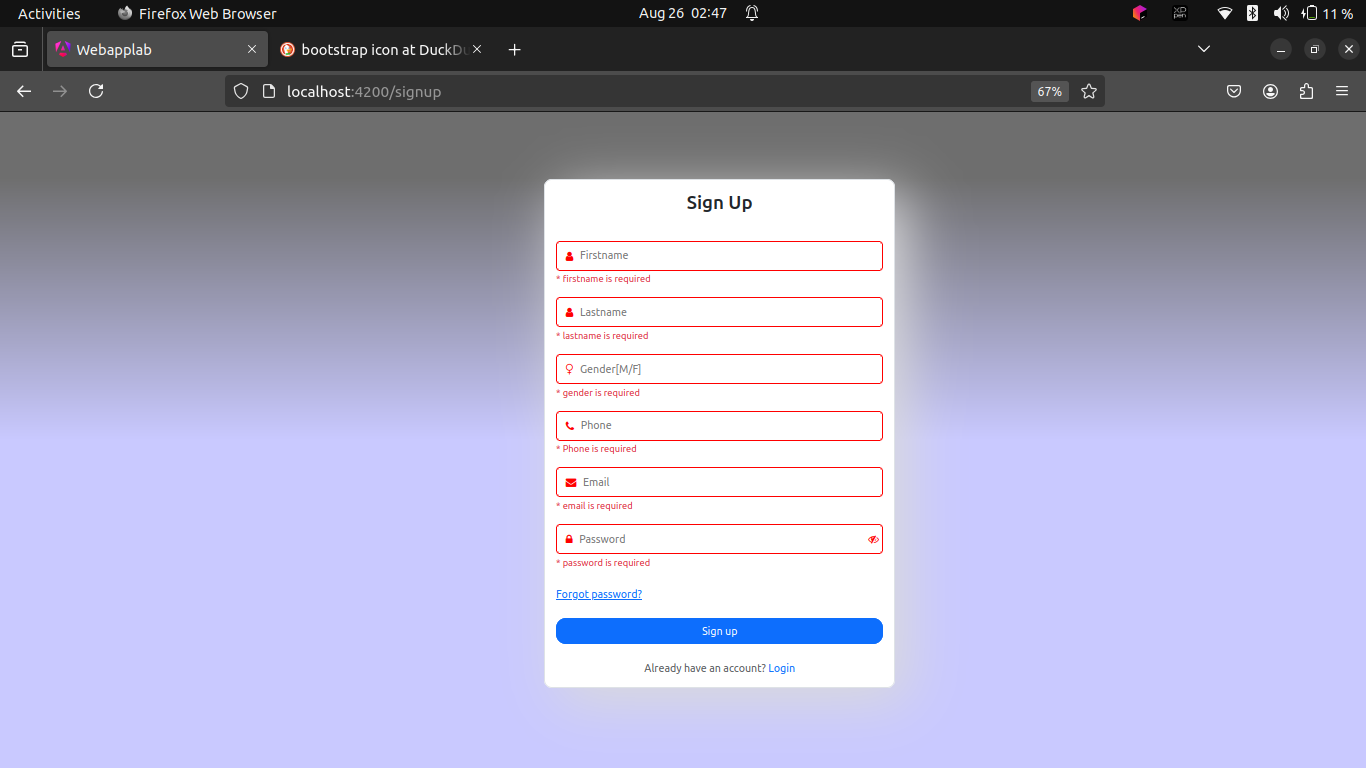 Activities
Firefox Web Browser
Aug 26 02:47
11 %
Webapplab
bootstrap icon at DuckDu
localhost:4200/signup
67%
Sign Up
Firstname
* firstname is required
Lastname
* lastname is required
Gender[M/F]
* gender is required
Phone
* Phone is required
Email
* email is required
Password
* password is required
Forgot password?
Sign up
Already have an account? Login